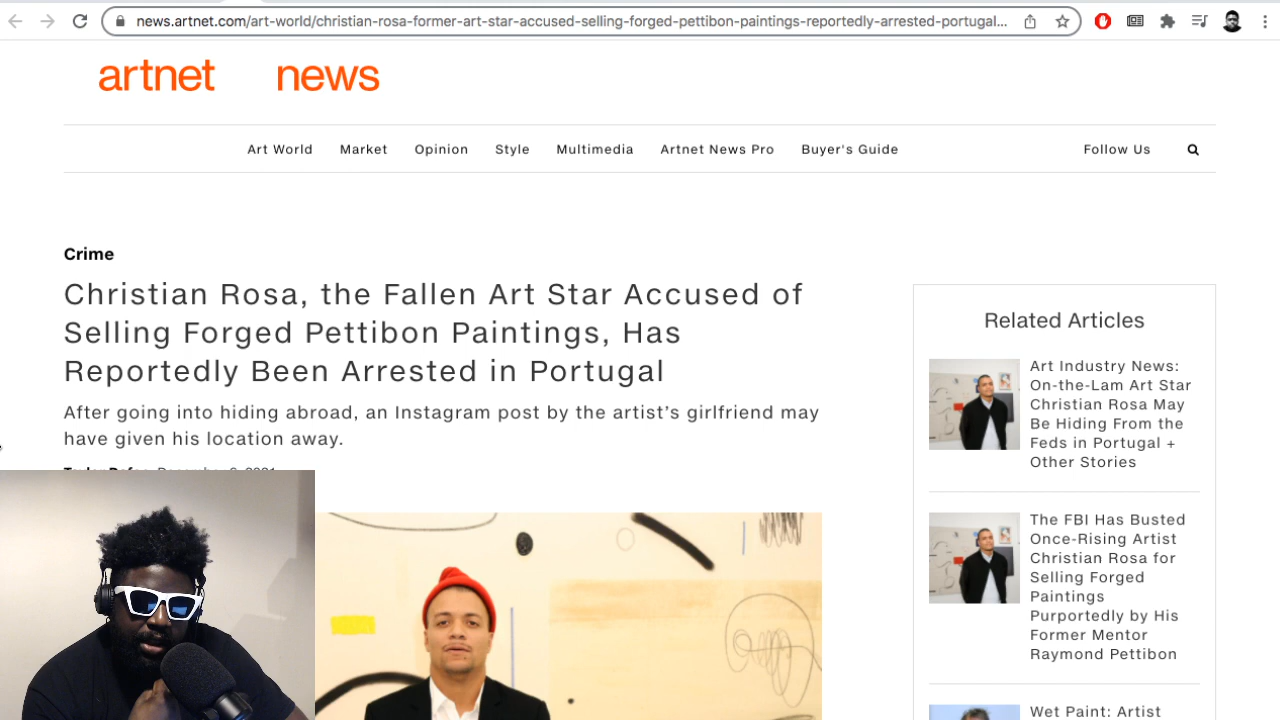 news.artnet.com/art-world/christian-rosa-former-art-star-accused-selling-forged-pettibon-paintings-reportedly-arrested-portugal...
artnet news
Art World Market Opinion Style Multimedia Artnet News Pro Buyer's Guide Follow Us
Crime
Christian Rosa, the Fallen Art Star Accused of
Selling Forged Pettibon Paintings, Has
Reportedly Been Arrested in Portugal
After going into hiding abroad, an Instagram post by the artist's girlfriend may
have given his location away.
Related Articles
Art Industry News:
On-the-Lam Art Star
Christian Rosa May
Be Hiding From the
Feds in Portugal +
Other Stories
The FBI Has Busted
Once-Rising Artist
Christian Rosa for
Selling Forged
Paintings
Purportedly by His
Former Mentor
Raymond Pettibon
Wet Paint: Artist